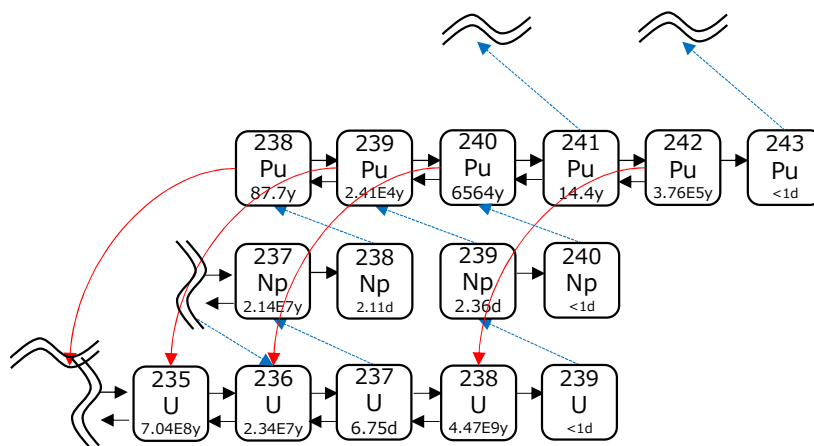 238
Pu
87.7y
239
Pu
2.41E4y
240
Pu
6564y
241
Pu
14.4y
242
Pu
3.76E5y
243
Pu
<1d
237
Np
2.14E7y
238
Np
2.11d
239
Np
2.36d
240
Np
<1d
235
U
7.04E8y
236
U
2.34E7y
237
U
6.75d
238
U
4.47E9y
239
U
<1d